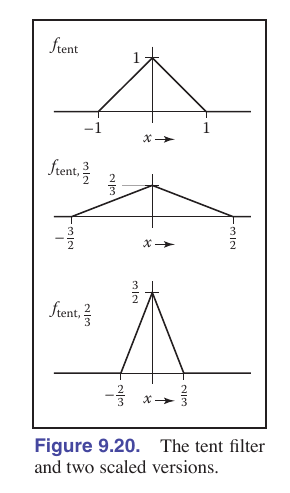 f_tent
1
−1 1
x →
f_tent, 3/2
2/3
−3/2 x → 3/2
f_tent, 2/3
3/2
−2/3 x → 2/3
Figure 9.20. The tent filter
and two scaled versions.